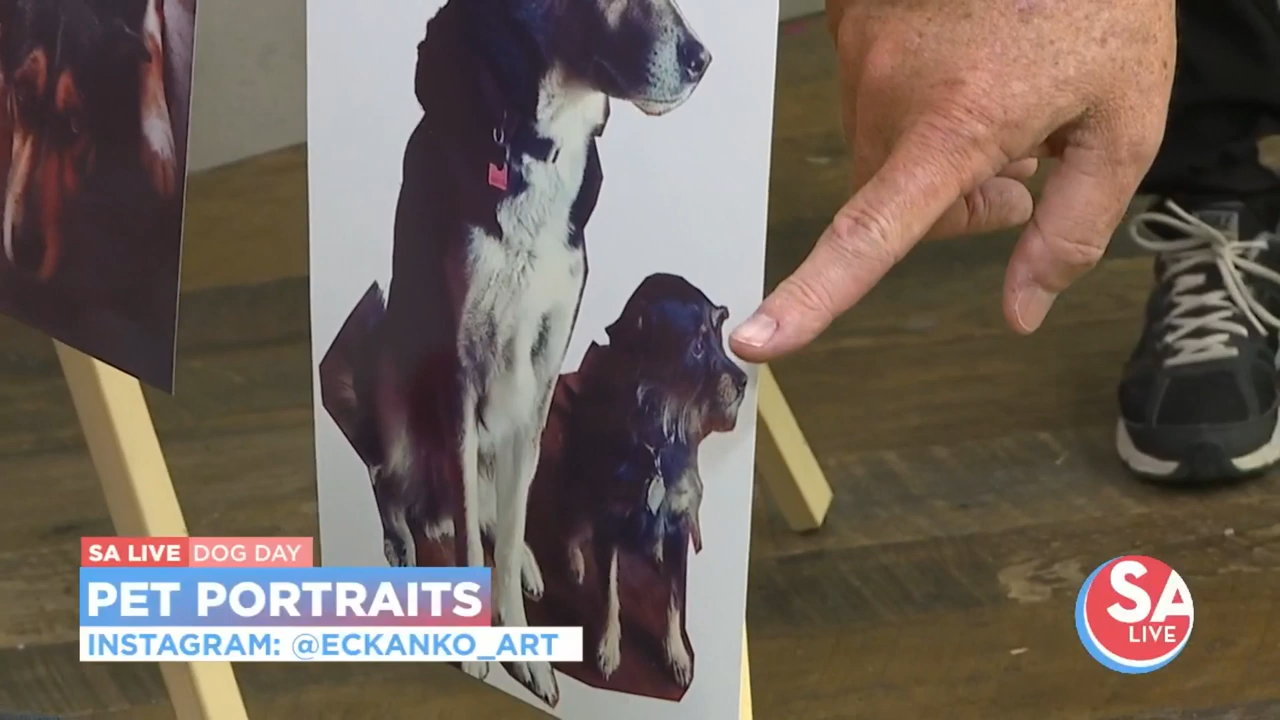 SA LIVE DOG DAY
PET PORTRAITS
INSTAGRAM: @ECKANKO_ART
SA
LIVE